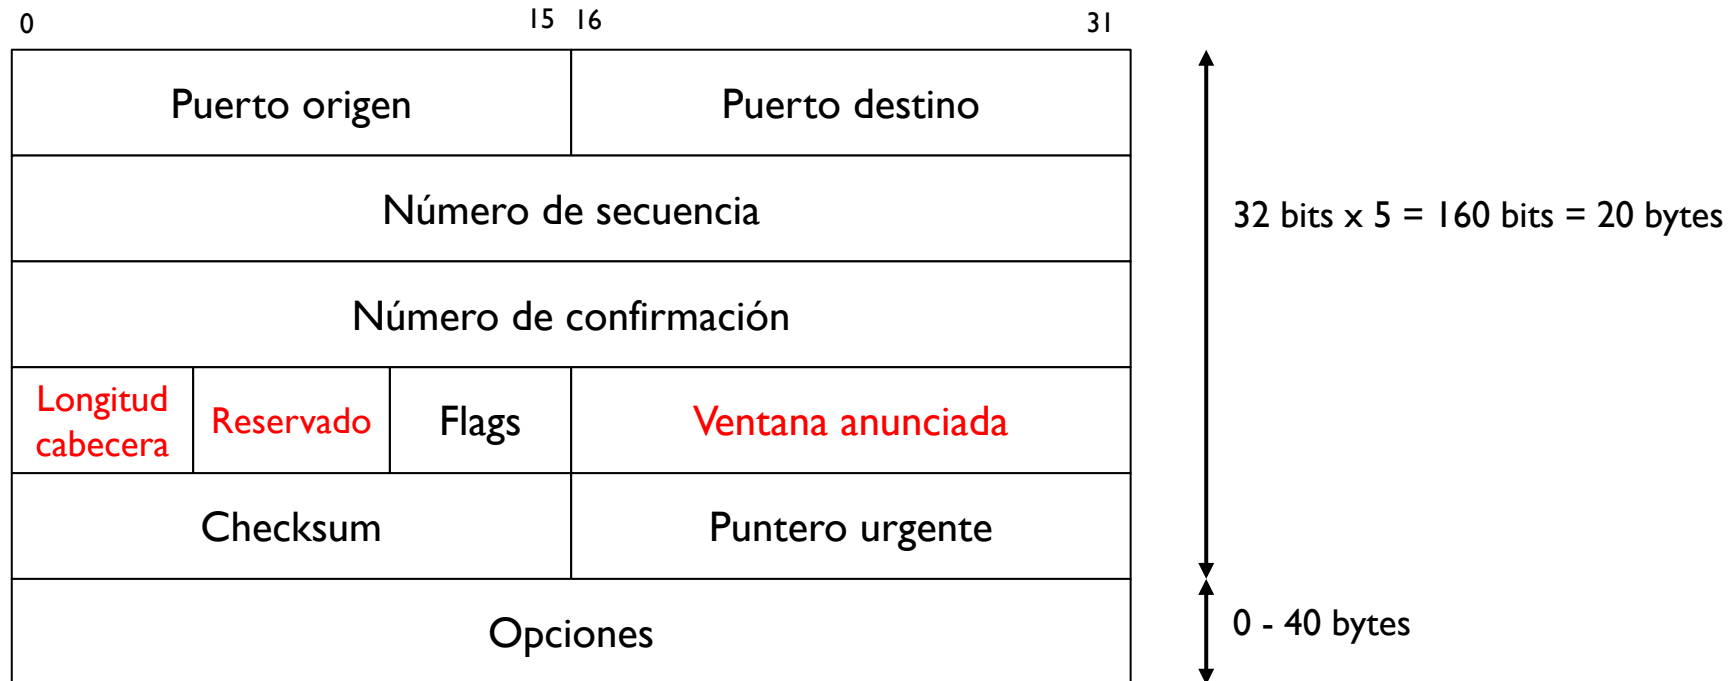 0 15 16 31
Puerto origen Puerto destino
Número de secuencia
32 bits x 5 = 160 bits = 20 bytes
Número de confirmación
Longitud
cabecera
Reservado
Flags
Ventana anunciada
Checksum Puntero urgente
Opciones
0 - 40 bytes